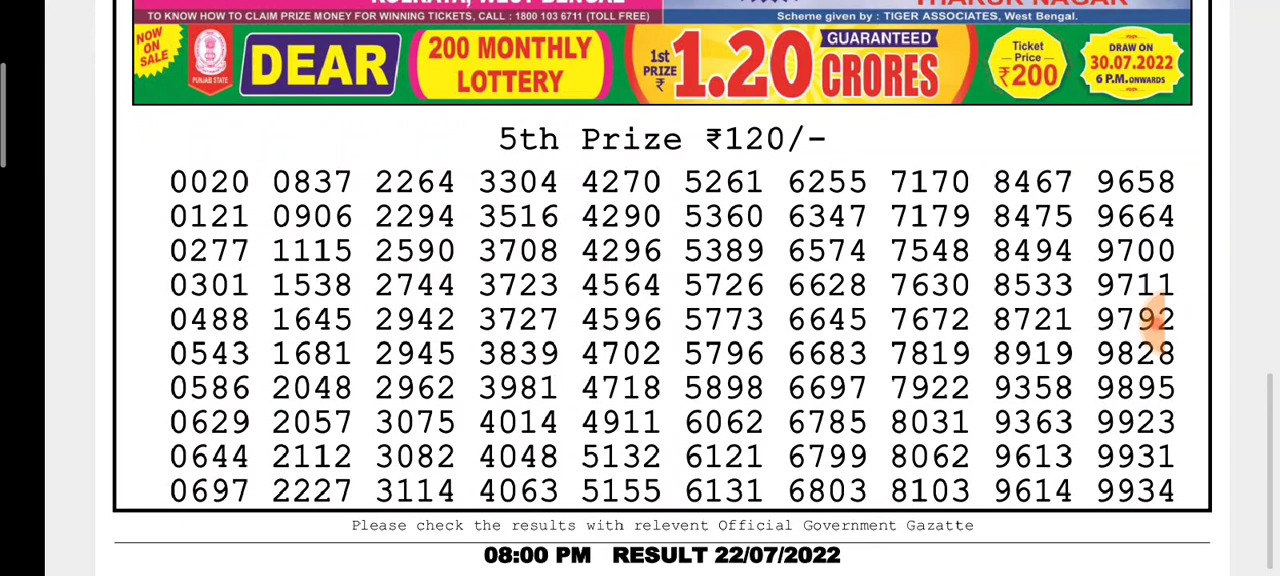 KOLKATA, WEST BENGAL
THAKUR NAGAR
TO KNOW HOW TO CLAIM PRIZE MONEY FOR WINNING TICKETS, CALL : 1800 103 6711 (TOLL FREE)
Scheme given by : TIGER ASSOCIATES, West Bengal.
NOW ON SALE
PUNJAB STATE
DEAR
200 MONTHLY
LOTTERY
1st
PRIZE
₹
1.20
GUARANTEED
CRORES
Ticket
Price
₹200
DRAW ON
30.07.2022
6 P.M. ONWARDS
5th Prize ₹120/-
0020 0837 2264 3304 4270 5261 6255 7170 8467 9658
0121 0906 2294 3516 4290 5360 6347 7179 8475 9664
0277 1115 2590 3708 4296 5389 6574 7548 8494 9700
0301 1538 2744 3723 4564 5726 6628 7630 8533 9711
0488 1645 2942 3727 4596 5773 6645 7672 8721 9792
0543 1681 2945 3839 4702 5796 6683 7819 8919 9828
0586 2048 2962 3981 4718 5898 6697 7922 9358 9895
0629 2057 3075 4014 4911 6062 6785 8031 9363 9923
0644 2112 3082 4048 5132 6121 6799 8062 9613 9931
0697 2227 3114 4063 5155 6131 6803 8103 9614 9934
Please check the results with relevent Official Government Gazatte
08:00 PM RESULT 22/07/2022